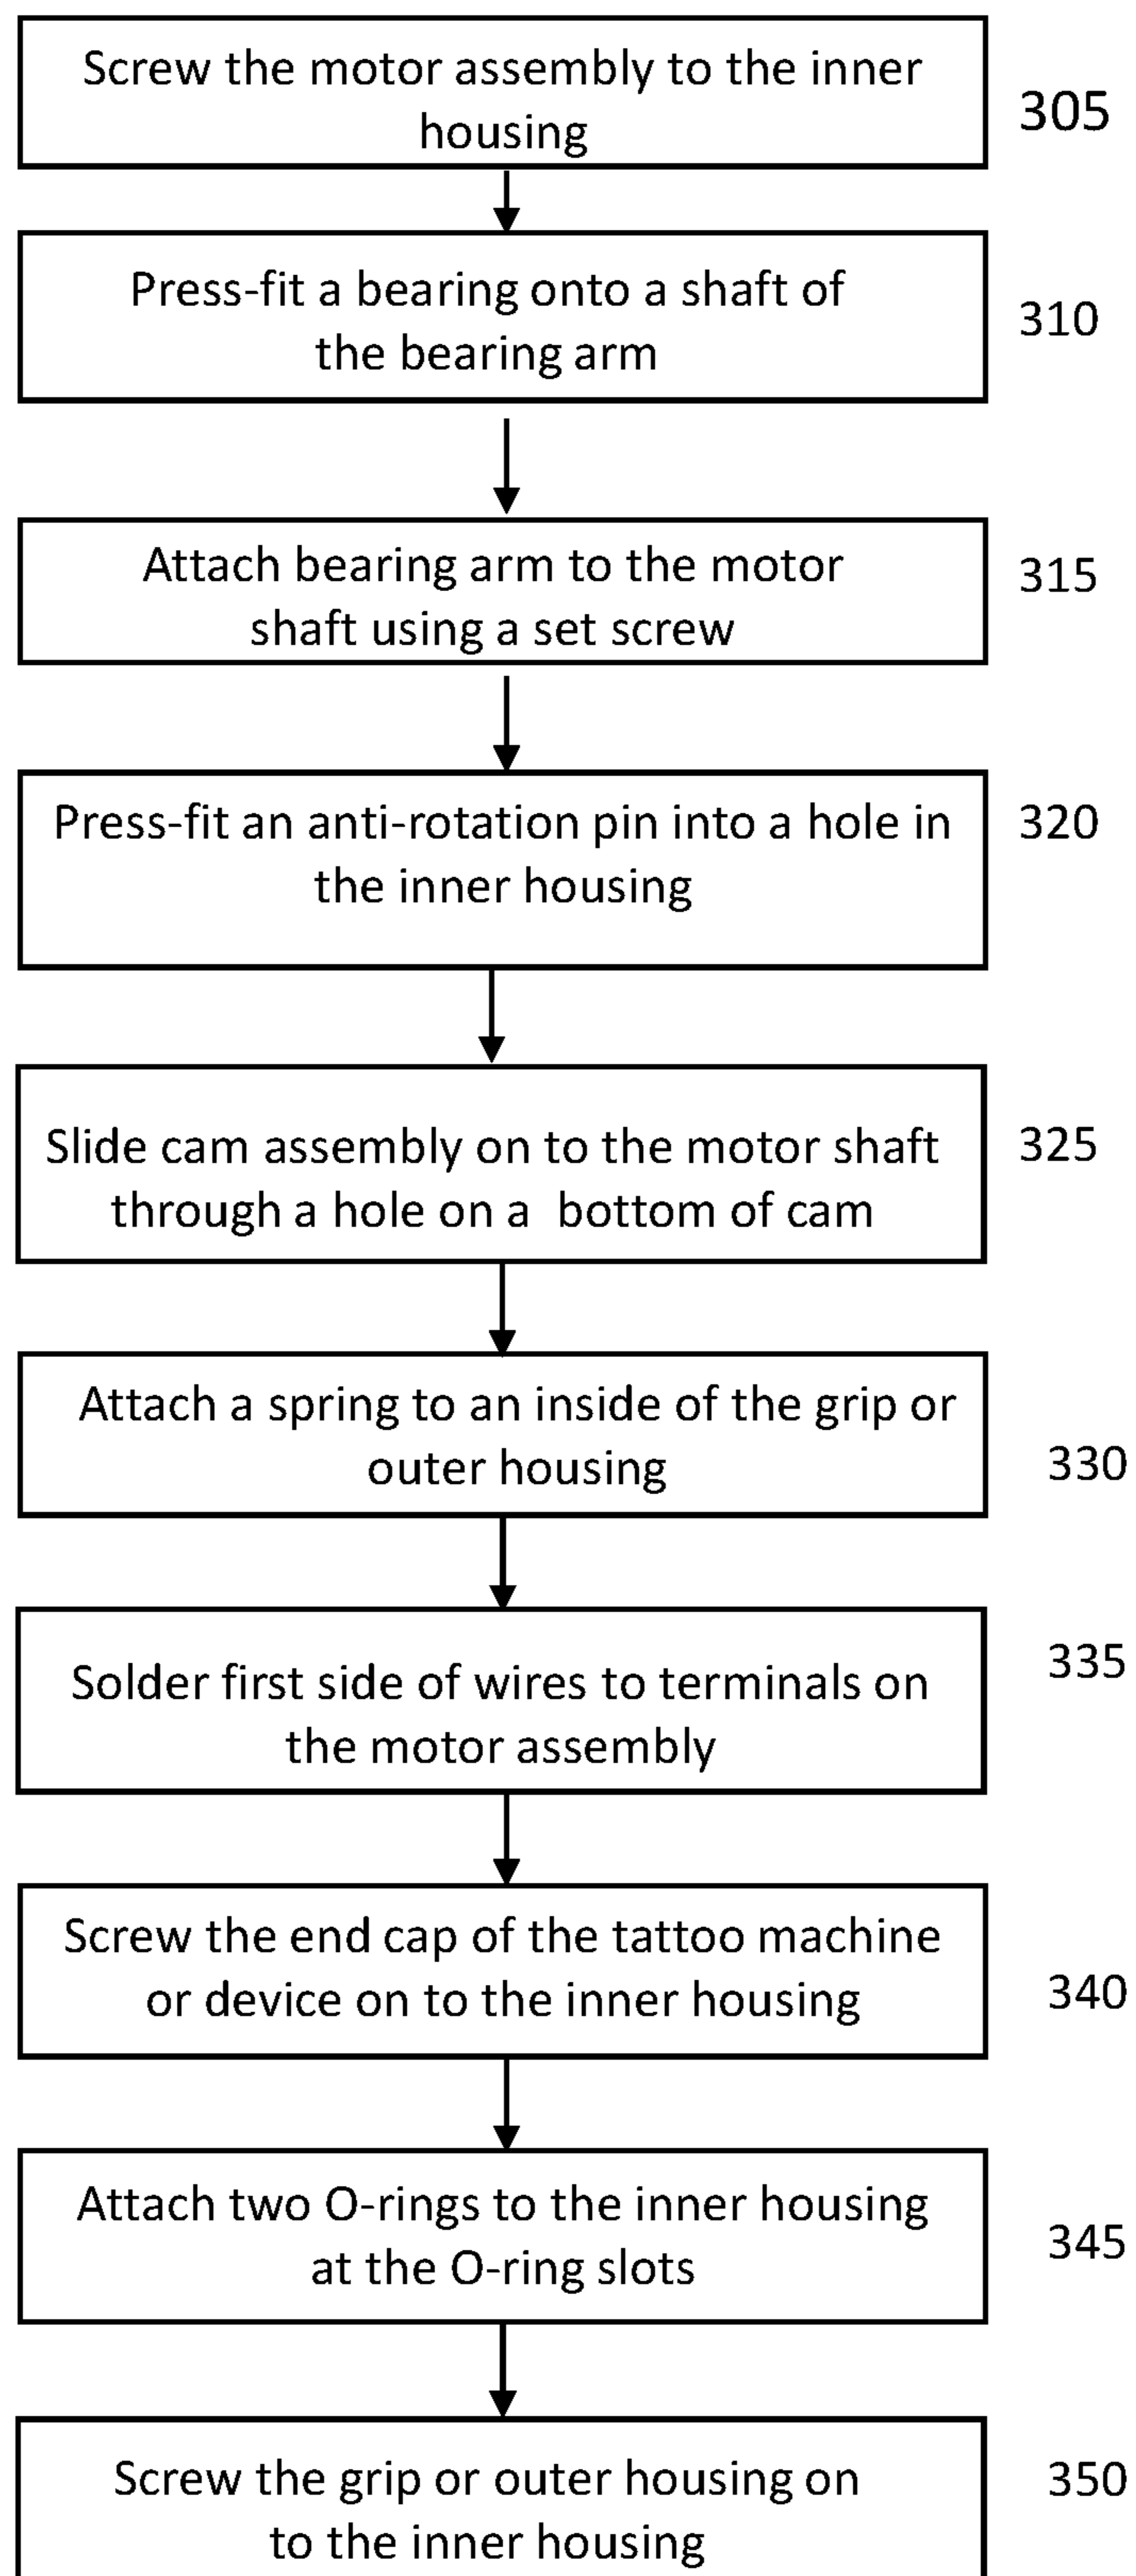 Screw the motor assembly to the inner
housing
305
Press-fit a bearing onto a shaft of
the bearing arm
310
Attach bearing arm to the motor
shaft using a set screw
315
Press-fit an anti-rotation pin into a hole in
the inner housing
320
Slide cam assembly on to the motor shaft
through a hole on a bottom of cam
325
Attach a spring to an inside of the grip or
outer housing
330
Solder first side of wires to terminals on
the motor assembly
335
Screw the end cap of the tattoo machine
or device on to the inner housing
340
Attach two O-rings to the inner housing
at the O-ring slots
345
Screw the grip or outer housing on
to the inner housing
350